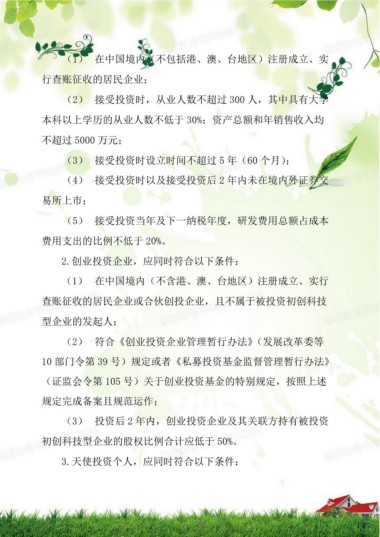 （1） 在中国境内（不包括港、澳、台地区）注册成立、实
行查账征收的居民企业；
（2） 接受投资时，从业人数不超过 300 人，其中具有大学
本科以上学历的从业人数不低于 30%；资产总额和年销售收入均
不超过 5000 万元；
（3） 接受投资时设立时间不超过 5 年（60 个月）；
（4） 接受投资时以及接受投资后 2 年内未在境内外证券交
易所上市；
（5） 接受投资当年及下一纳税年度，研发费用总额占成本
费用支出的比例不低于 20%。
2.创业投资企业，应同时符合以下条件：
（1） 在中国境内（不含港、澳、台地区）注册成立、实行
查账征收的居民企业或合伙创投企业，且不属于被投资初创科技
型企业的发起人；
（2） 符合《创业投资企业管理暂行办法》（发展改革委等
10 部门令第 39 号）规定或者《私募投资基金监督管理暂行办法》
（证监会令第 105 号）关于创业投资基金的特别规定，按照上述
规定完成备案且规范运作；
（3） 投资后 2 年内，创业投资企业及其关联方持有被投资
初创科技型企业的股权比例合计应低于 50%。
3.天使投资个人，应同时符合以下条件：